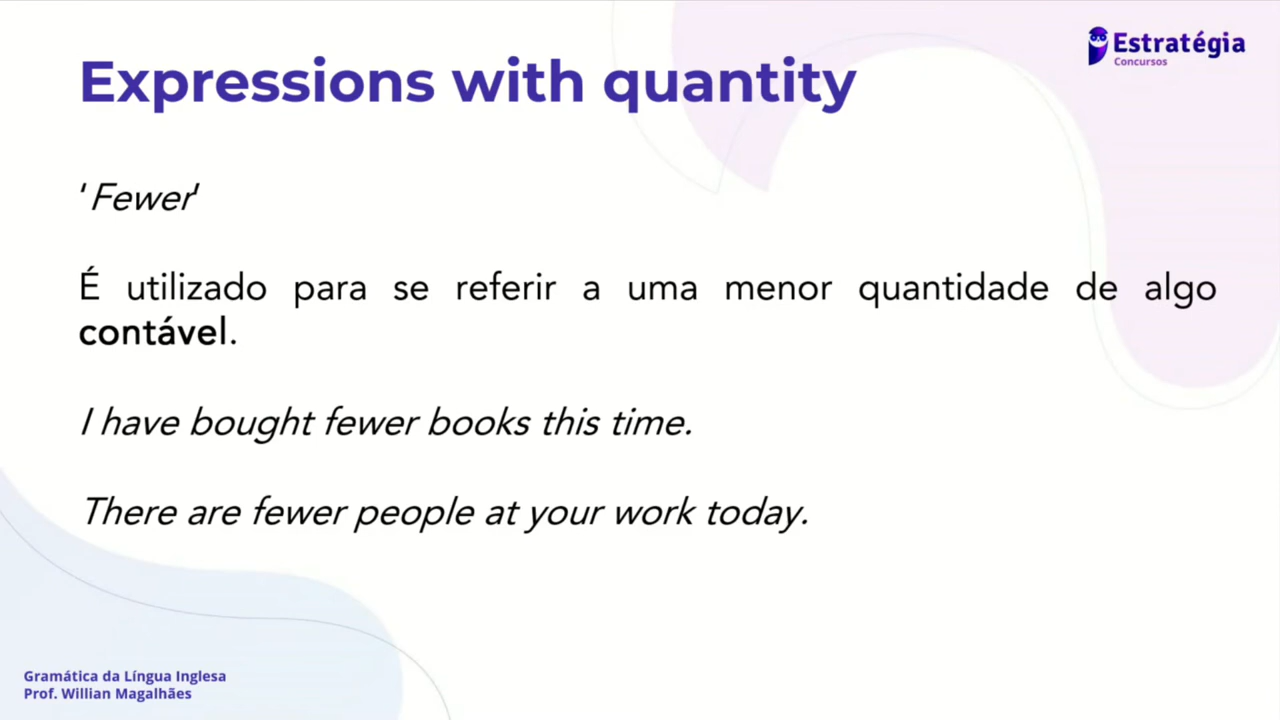 Estratégia
Concursos
Expressions with quantity
'Fewer'
É utilizado para se referir a uma menor quantidade de algo
contável.
I have bought fewer books this time.
There are fewer people at your work today.
Gramática da Língua Inglesa
Prof. Willian Magalhães